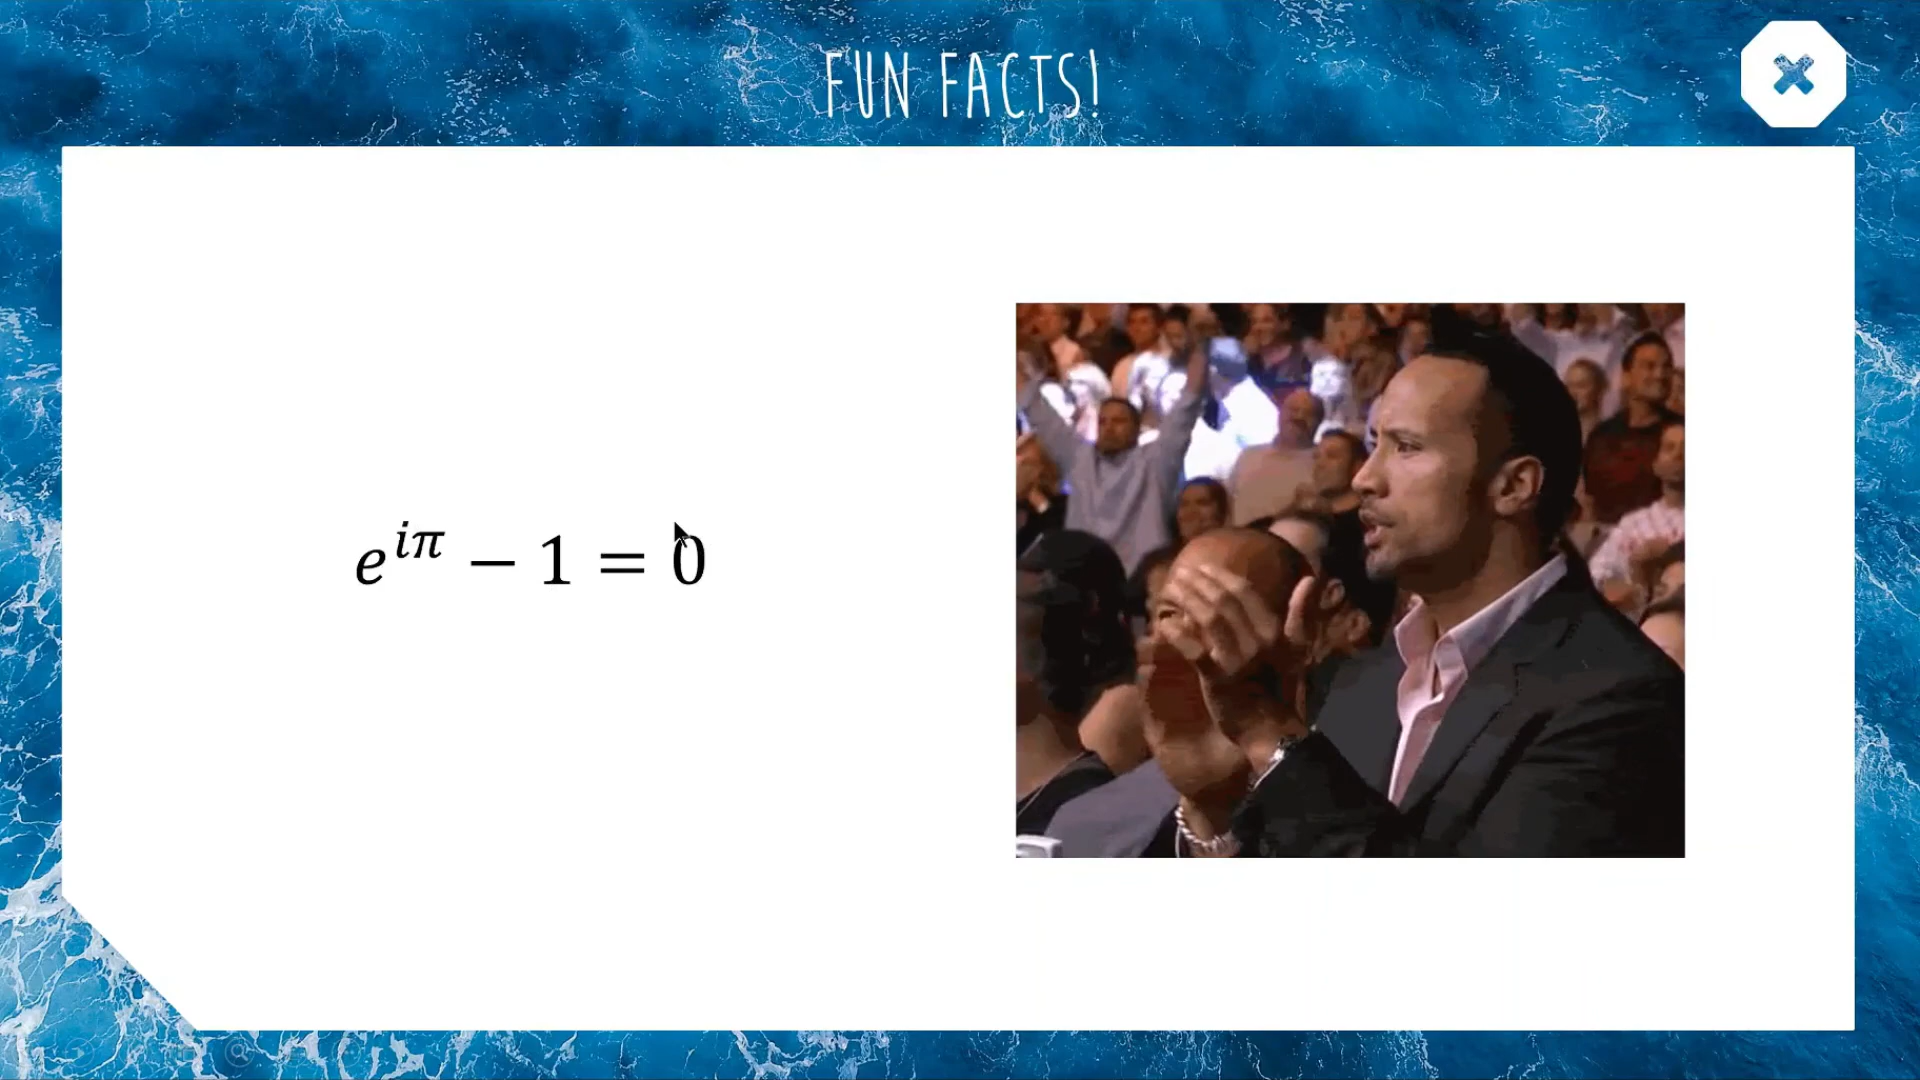 FUN FACTS!
e^{iπ} − 1 = 0